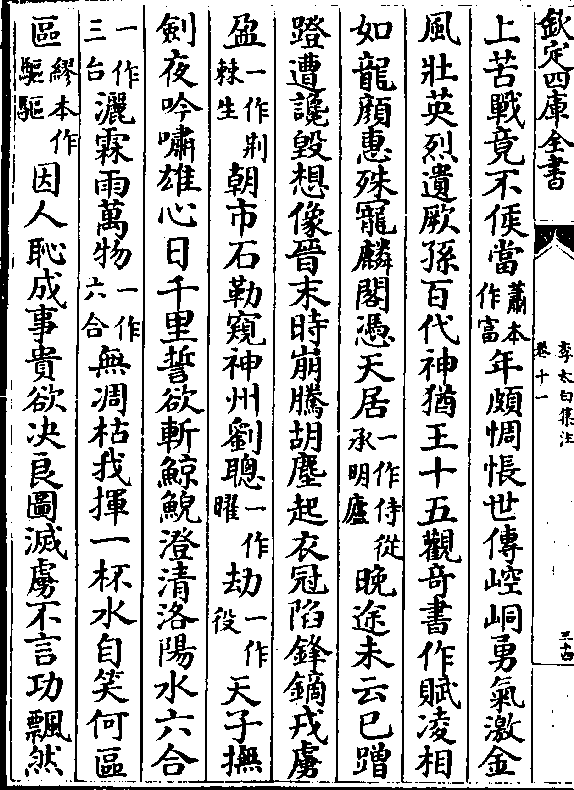 欽定四庫全書
李太白集注
卷十一
三十四
上苦戰竟不侯當蕭本作富年頗惆悵世傳崆峒勇氣激金
風壯英烈遺厥孫百代神猶王十五觀奇書作賦凌相
如龍顔惠殊寵麟閣憑天居一作侍從承明廬晚途未云已蹭
蹬遭讒毀想像晉末時崩騰胡塵起衣冠陷鋒鏑戎虜
盈一作荆棘生朝市石勒窺神州劉聰一作曜劫一作役天子撫
劍夜吟嘯雄心日千里誓欲斬鯨鯢澄清洛陽水六合
一作三台灑霖雨萬物一作六合無凋枯我揮一杯水自笑何區
區繆本作驅驅因人恥成事貴欲决良圖滅虜不言功飄然